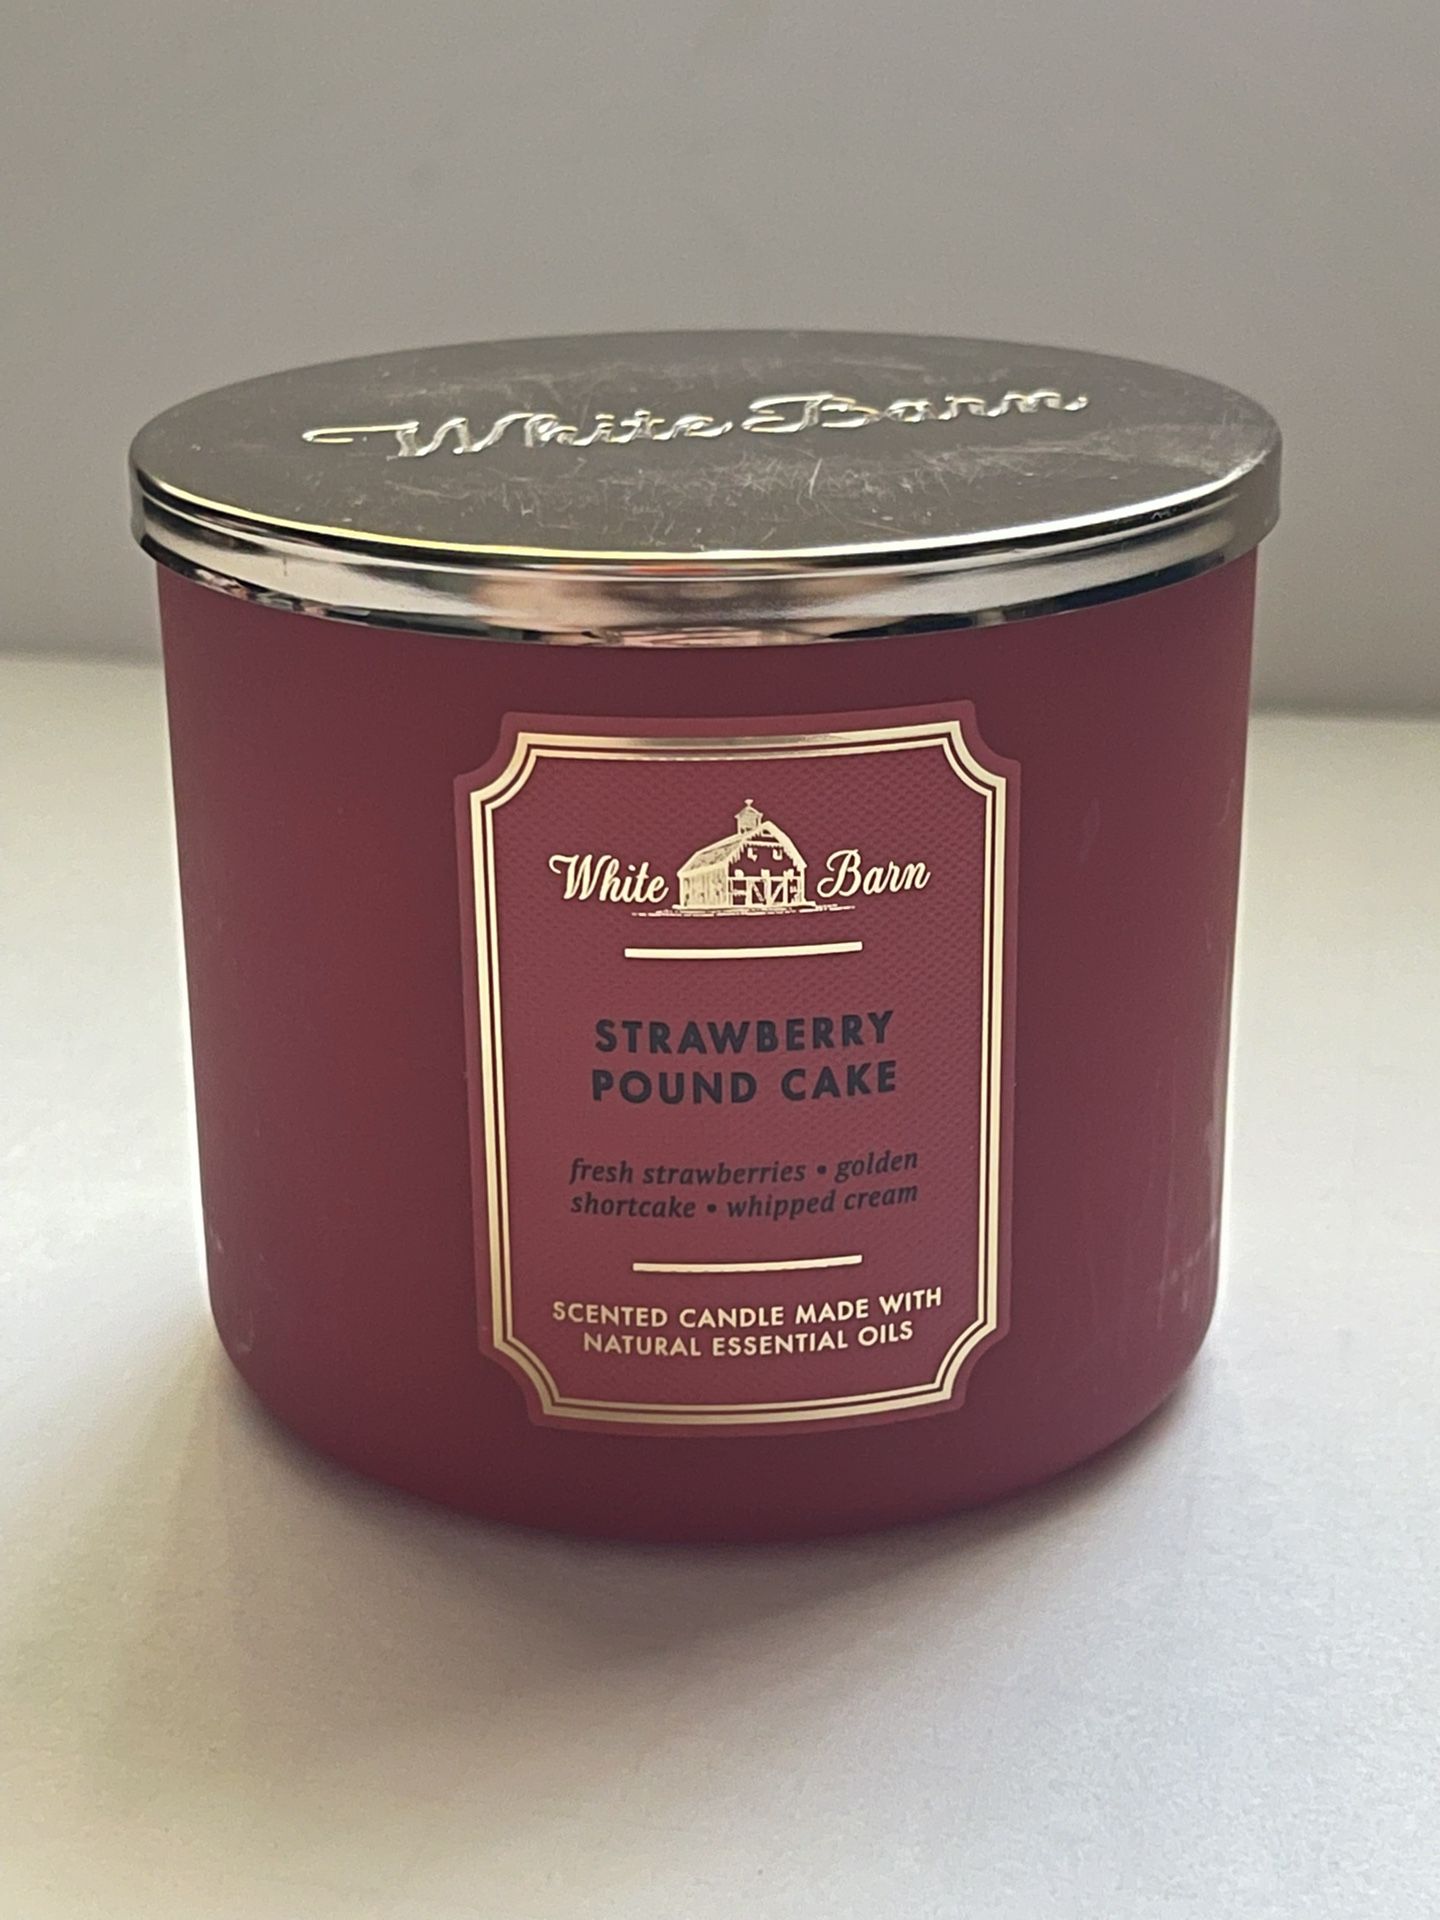 White Barn
White Barn
STRAWBERRY
POUND CAKE
fresh strawberries • golden
shortcake • whipped cream
SCENTED CANDLE MADE WITH
NATURAL ESSENTIAL OILS